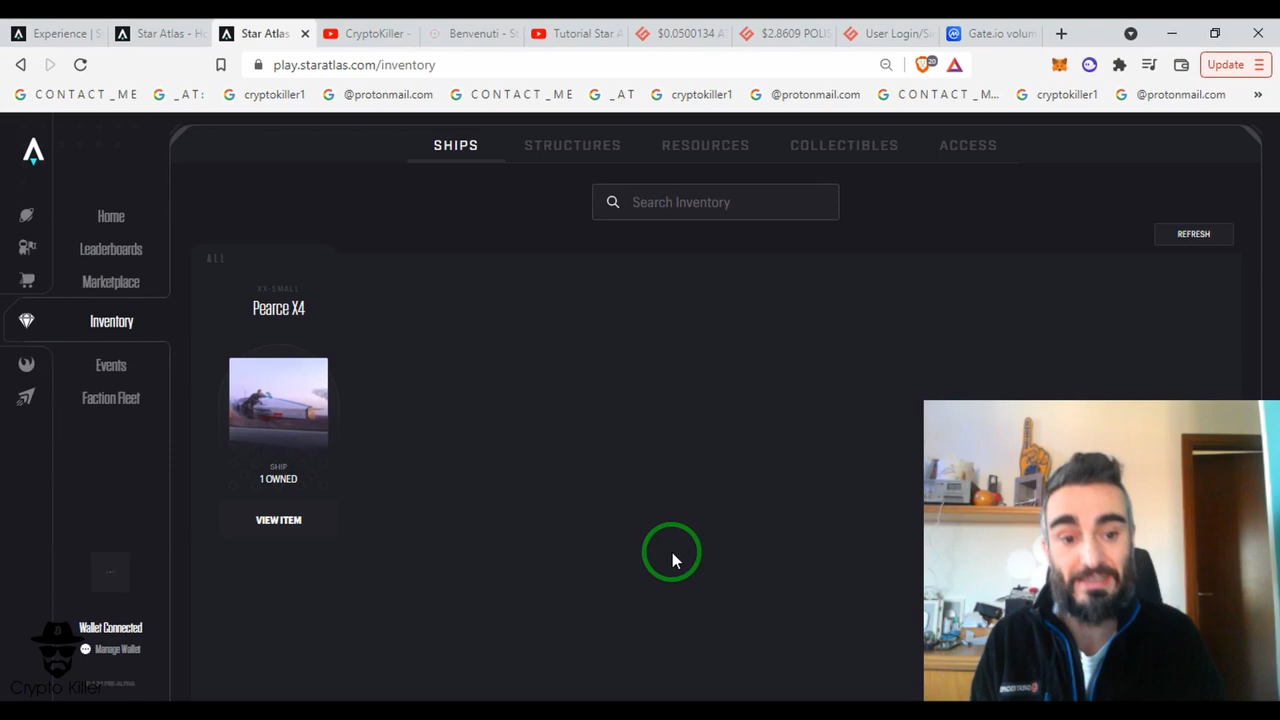 Experience | S
Star Atlas - Ho
Star Atlas
CryptoKiller -
Benvenuti - S
Tutorial Star A
$0.0500134 A
$2.8609 POLIS
User Login/Si
Gate.io volum
play.staratlas.com/inventory
20
Update
CONTACT_ME
_AT:
cryptokiller1
@protonmail.com
CONTACT_ME
_AT
cryptokiller1
@protonmail.com
CONTACT_M...
cryptokiller1
@protonmail.com
»
SHIPS
STRUCTURES
RESOURCES
COLLECTIBLES
ACCESS
Search Inventory
REFRESH
Home
Leaderboards
Marketplace
Inventory
Events
Faction Fleet
ALL
XX-SMALL
Pearce X4
SHIP
1 OWNED
VIEW ITEM
Wallet Connected
Manage Wallet
Crypto Killer